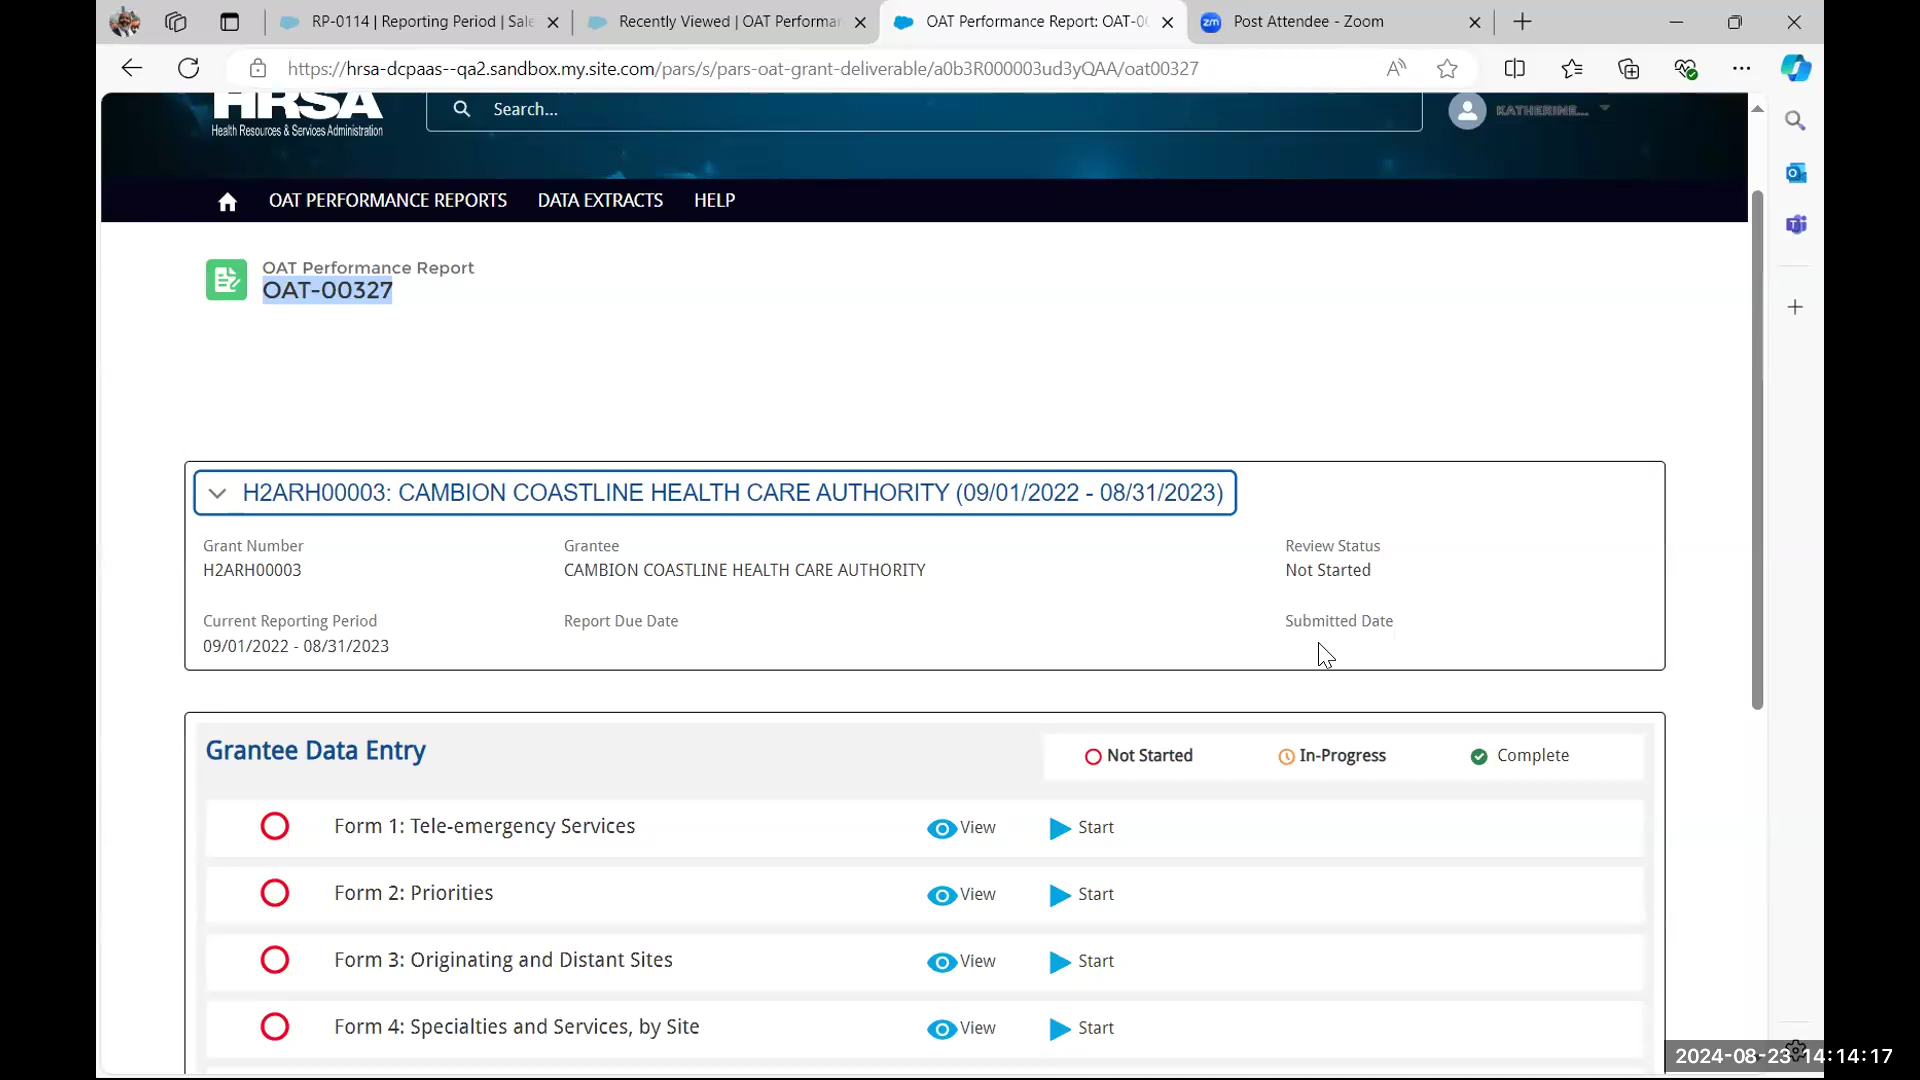 RP-0114 | Reporting Period | Sale
Recently Viewed | OAT Performa
OAT Performance Report: OAT-0
zm Post Attendee - Zoom
https://hrsa-dcpaas--qa2.sandbox.my.site.com/pars/s/pars-oat-grant-deliverable/a0b3R000003ud3yQAA/oat00327
HRSA
Health Resources & Services Administration
Search...
KATHERINE...
OAT PERFORMANCE REPORTS DATA EXTRACTS HELP
OAT Performance Report
OAT-00327
H2ARH00003: CAMBION COASTLINE HEALTH CARE AUTHORITY (09/01/2022 - 08/31/2023)
Grant Number Grantee Review Status
H2ARH00003 CAMBION COASTLINE HEALTH CARE AUTHORITY Not Started
Current Reporting Period Report Due Date Submitted Date
09/01/2022 - 08/31/2023
Grantee Data Entry Not Started In-Progress Complete
Form 1: Tele-emergency Services View Start
Form 2: Priorities View Start
Form 3: Originating and Distant Sites View Start
Form 4: Specialties and Services, by Site View Start
2024-08-23 14:14:17